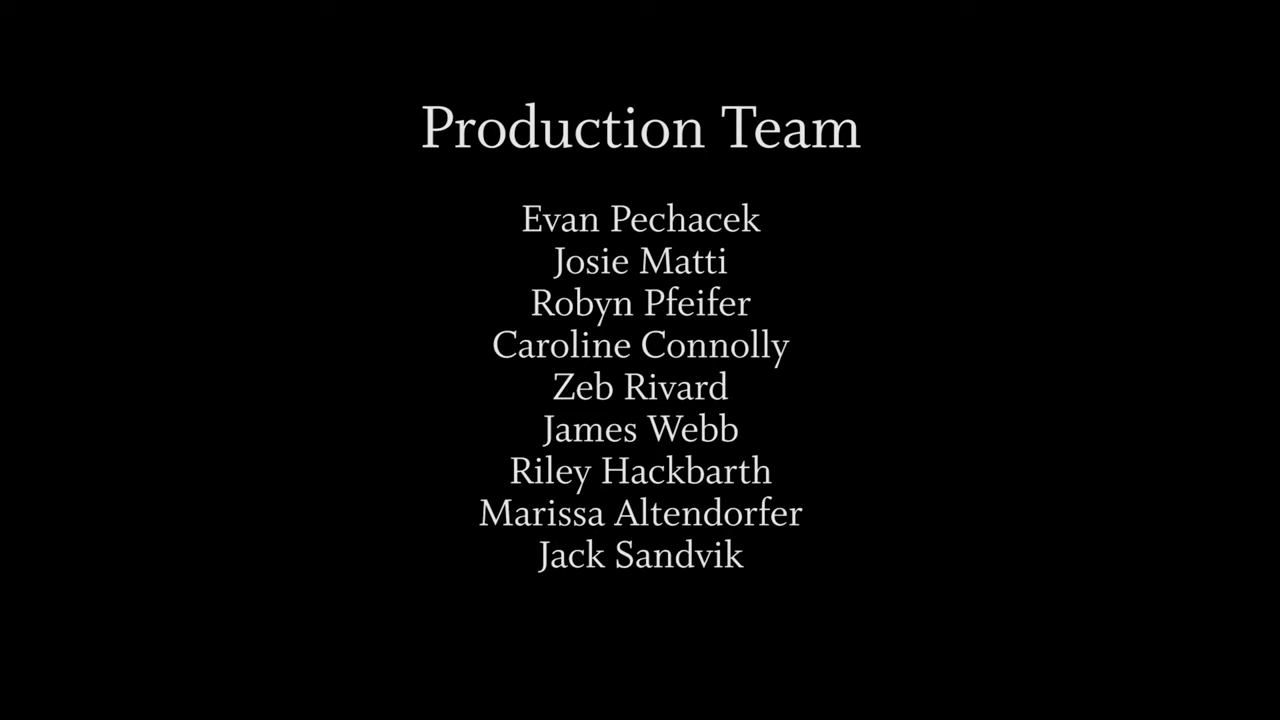 Production Team
Evan Pechacek
Josie Matti
Robyn Pfeifer
Caroline Connolly
Zeb Rivard
James Webb
Riley Hackbarth
Marissa Altendorfer
Jack Sandvik